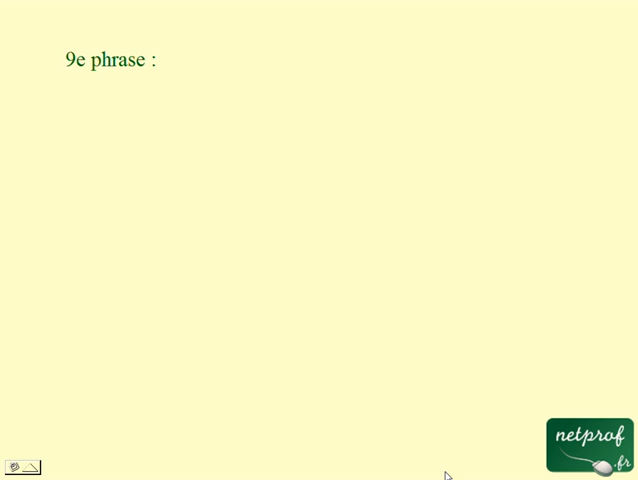 9e phrase :
netprof
.fr